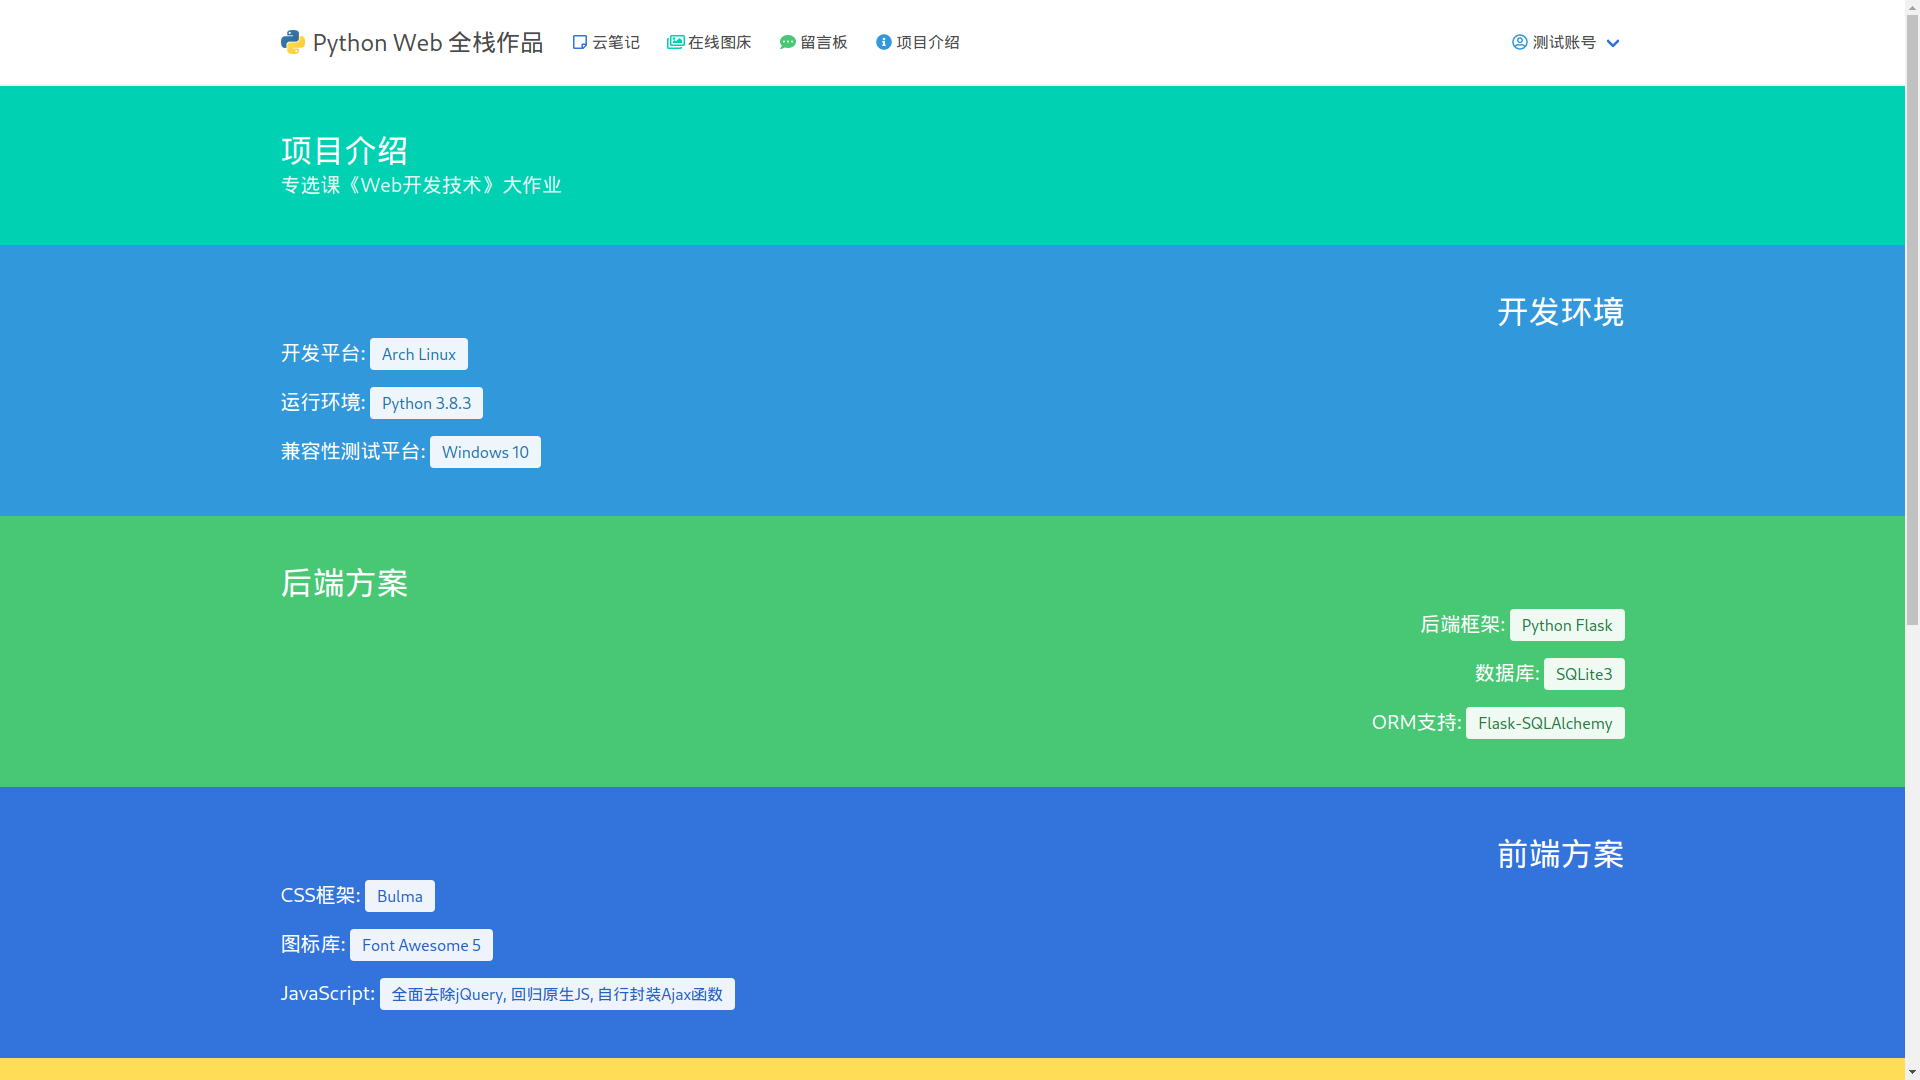 Python Web 全栈作品 云笔记 在线图床 留言板 项目介绍 测试账号
项目介绍
专选课《Web开发技术》大作业
开发环境
开发平台: Arch Linux
运行环境: Python 3.8.3
兼容性测试平台: Windows 10
后端方案
后端框架: Python Flask
数据库: SQLite3
ORM支持: Flask-SQLAlchemy
前端方案
CSS框架: Bulma
图标库: Font Awesome 5
JavaScript: 全面去除jQuery, 回归原生JS, 自行封装Ajax函数